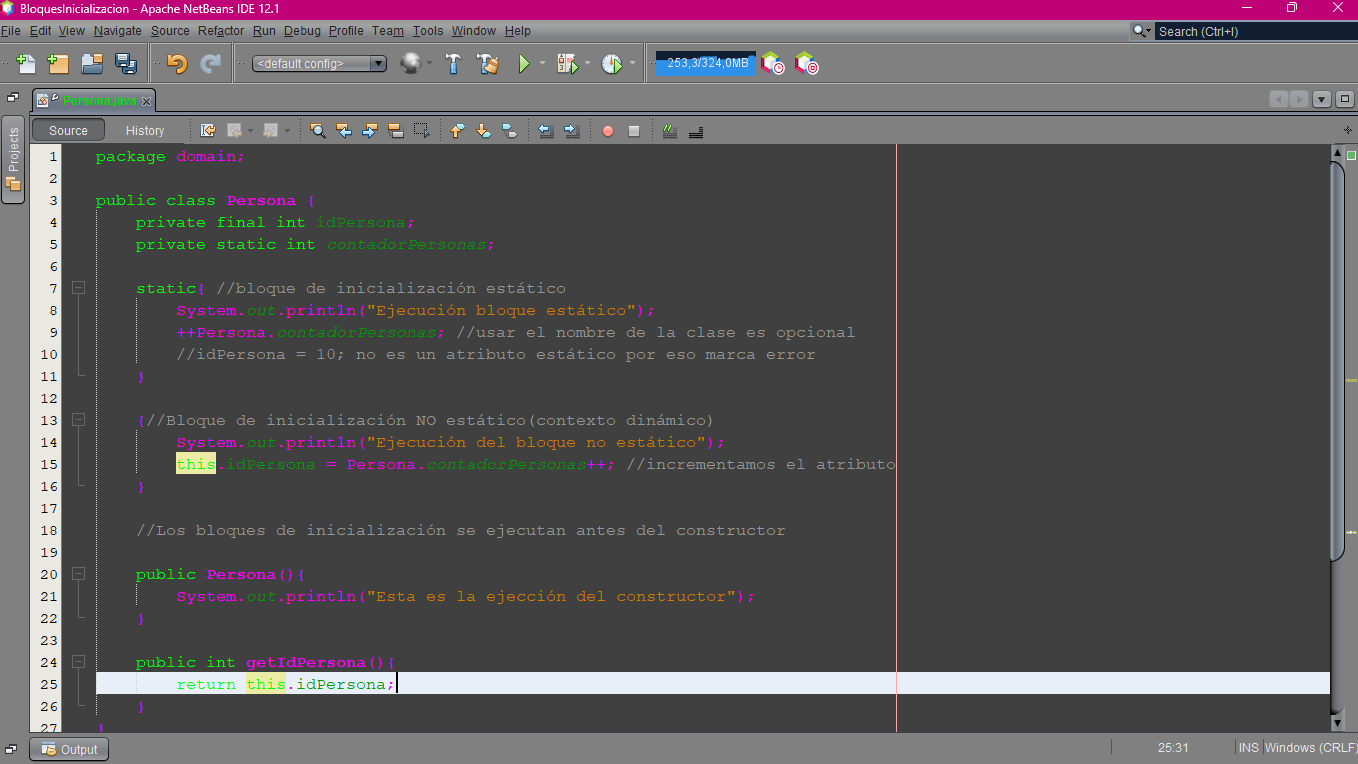 BloquesInicializacion - Apache NetBeans IDE 12.1
File Edit View Navigate Source Refactor Run Debug Profile Team Tools Window Help
Search (Ctrl+I)
<default config>
253,3/324,0MB
Persona.java
Projects
Source History
1 package domain;
2
3 public class Persona {
4 private final int idPersona;
5 private static int contadorPersonas;
6
7 static{ //bloque de inicialización estático
8 System.out.println("Ejecución bloque estático");
9 ++Persona.contadorPersonas; //usar el nombre de la clase es opcional
10 //idPersona = 10; no es un atributo estático por eso marca error
11 }
12
13 {//Bloque de inicialización NO estático(contexto dinámico)
14 System.out.println("Ejecución del bloque no estático");
15 this.idPersona = Persona.contadorPersonas++; //incrementamos el atributo
16 }
17
18 //Los bloques de inicialización se ejecutan antes del constructor
19
20 public Persona(){
21 System.out.println("Esta es la ejección del constructor");
22 }
23
24 public int getIdPersona(){
25 return this.idPersona;
26 }
27 }
Output
25:31 INS Windows (CRLF)